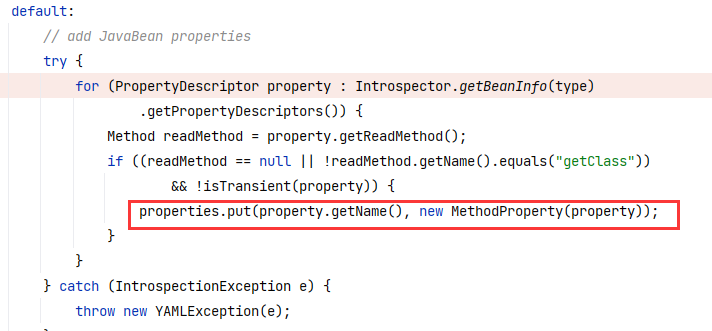 default:
// add JavaBean properties
try {
for (PropertyDescriptor property : Introspector.getBeanInfo(type)
.getPropertyDescriptors()) {
Method readMethod = property.getReadMethod();
if ((readMethod == null || !readMethod.getName().equals("getClass"))
&& !isTransient(property)) {
properties.put(property.getName(), new MethodProperty(property));
}
}
} catch (IntrospectionException e) {
throw new YAMLException(e);